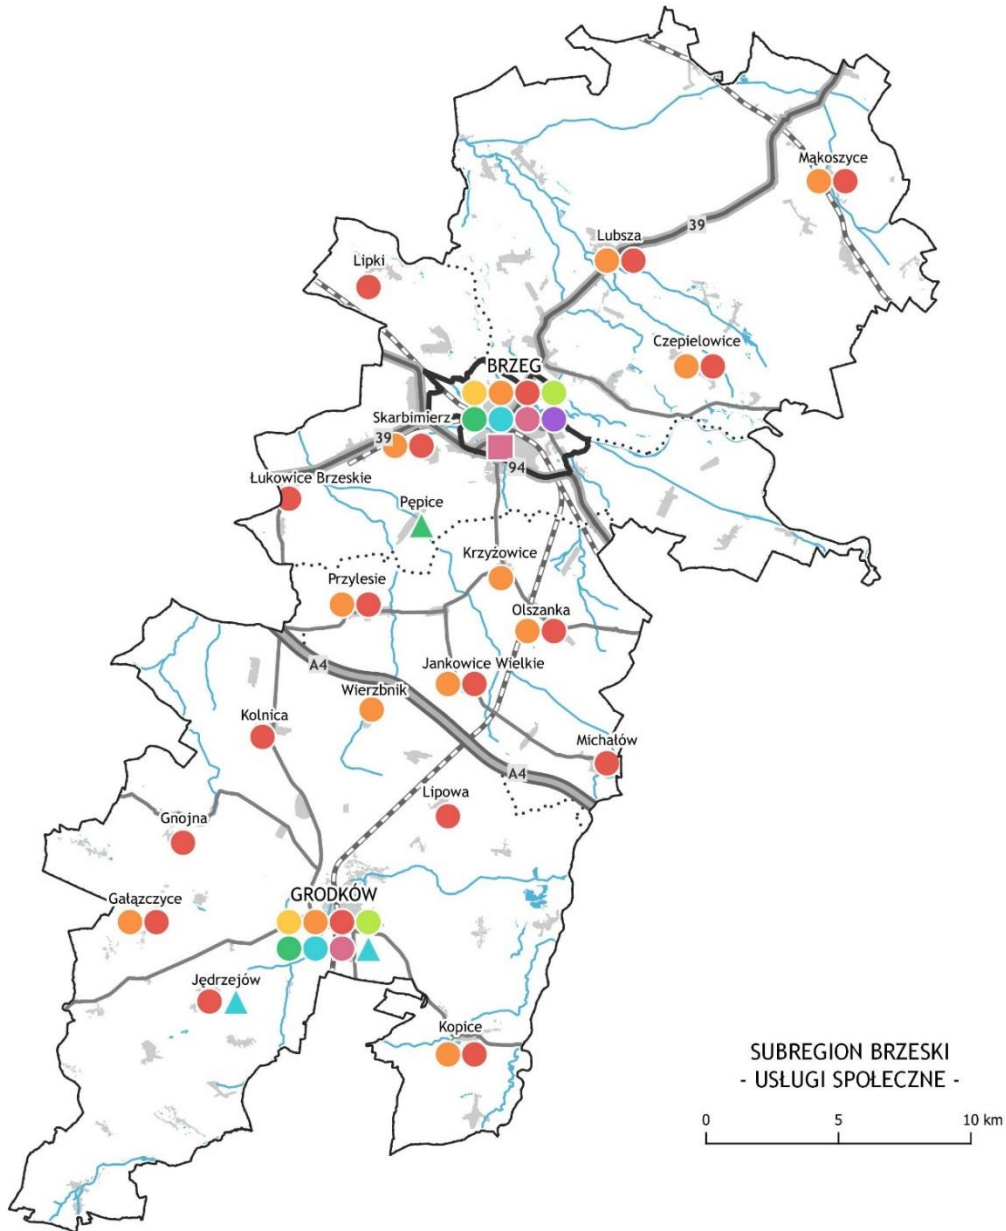 Mąkoszyce
39
Lubsza
Lipki
Czepielowice
BRZEG
Skarbimierz
39
94
Łukowice Brzeskie
Pępice
Krzyżowice
Przylesie
Olszanka
A4
Jankowice Wielkie
Wierzbnik
Kolnica
Michałów
A4
Lipowa
Gnojna
GRODKÓW
Gałązczyce
Jędrzejów
Kopice
SUBREGION BRZESKI
- USŁUGI SPOŁECZNE -
0 5 10 km